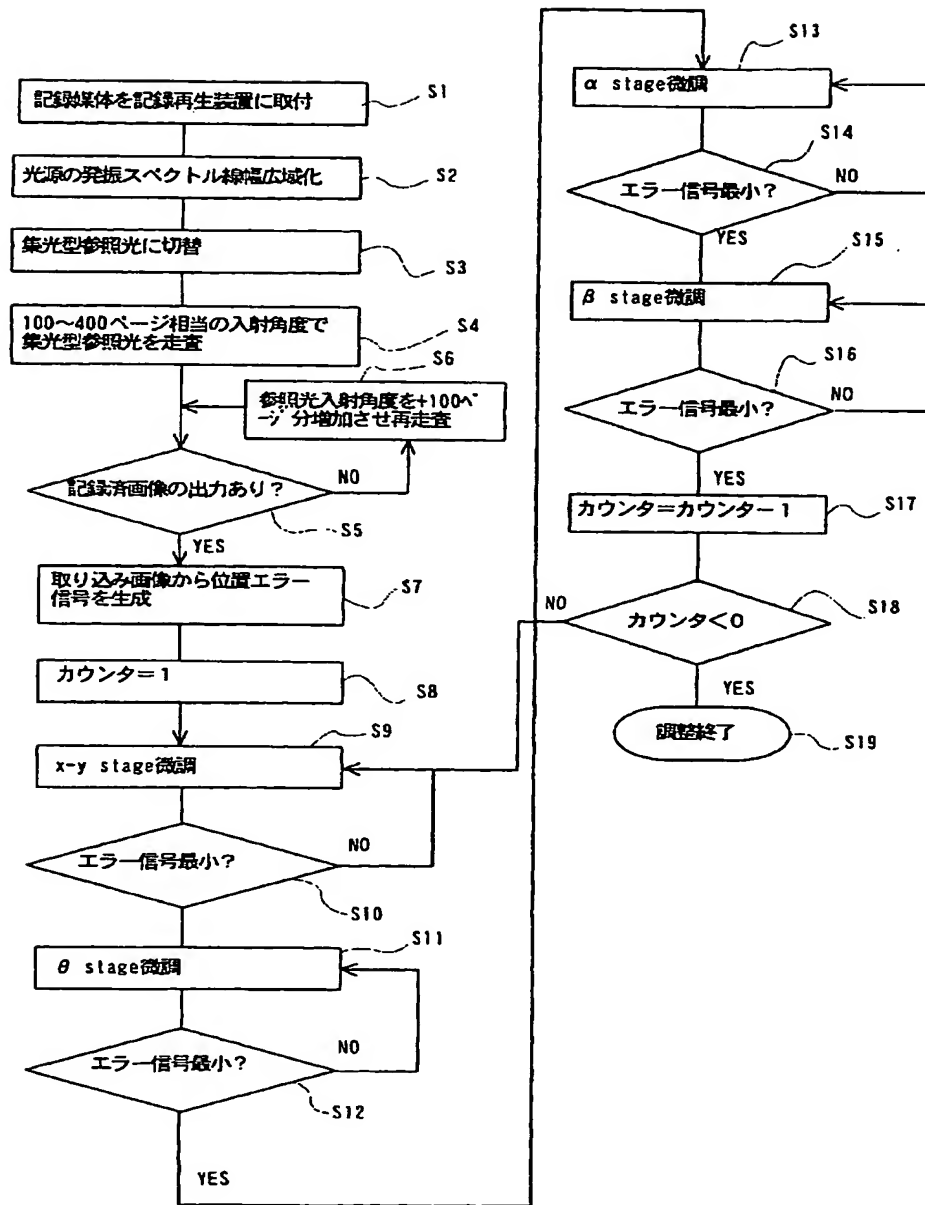 記録媒体を記録再生装置に取付
S1
光源の発振スペクトル線幅広域化
S2
集光型参照光に切替
S3
100～400ページ相当の入射角度で
集光型参照光を走査
S4
S6
参照光入射角度を+100ペ
ージ分増加させ再走査
記録済画像の出力あり?
NO
S5
YES
取り込み画像から位置エラー
信号を生成
S7
カウンタ＝1
S8
S9
x-y stage微調
エラー信号最小?
NO
S10
S11
θ stage微調
エラー信号最小?
NO
S12
YES
S13
α stage微調
S14
エラー信号最小?
NO
YES
S15
β stage微調
S16
エラー信号最小?
NO
YES
カウンタ＝カウンター1
S17
NO
カウンタ＜0
S18
YES
調整終了
S19